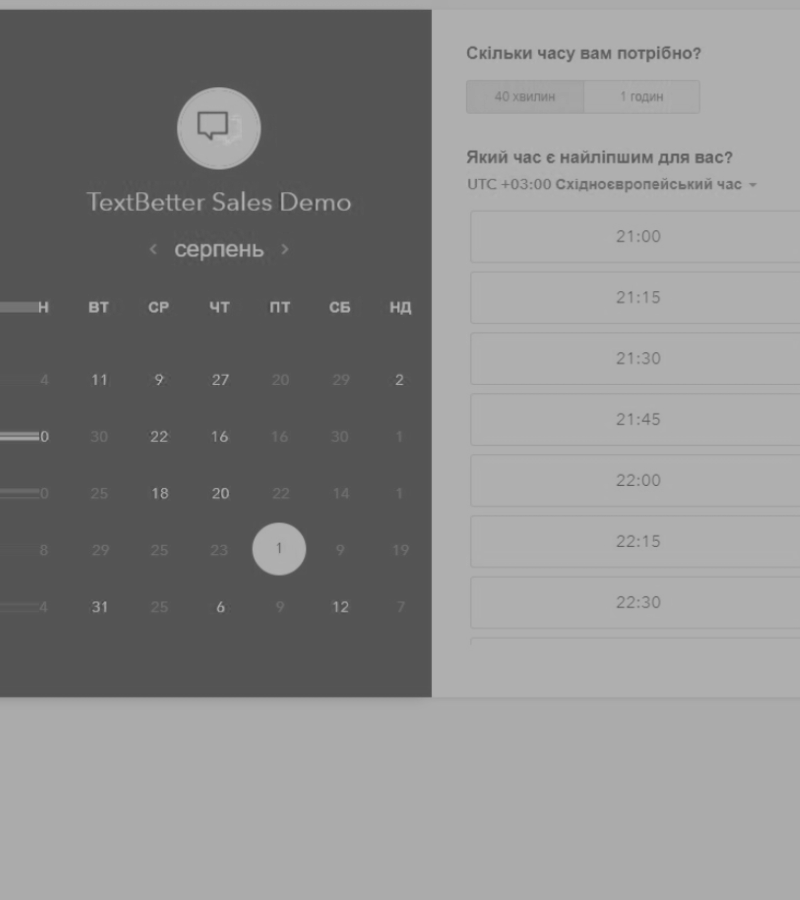 TextBetter Sales Demo
серпень
Н ВТ СР ЧТ ПТ СБ НД
4 11 9 27 20 29 2
0 30 22 16 16 30 1
0 25 18 20 22 14 1
8 29 25 23 1 9 19
4 31 25 6 9 12 7
Скільки часу вам потрібно?
40 хвилин 1 годин
Який час є найліпшим для вас?
UTC +03:00 Східноєвропейський час
21:00
21:15
21:30
21:45
22:00
22:15
22:30